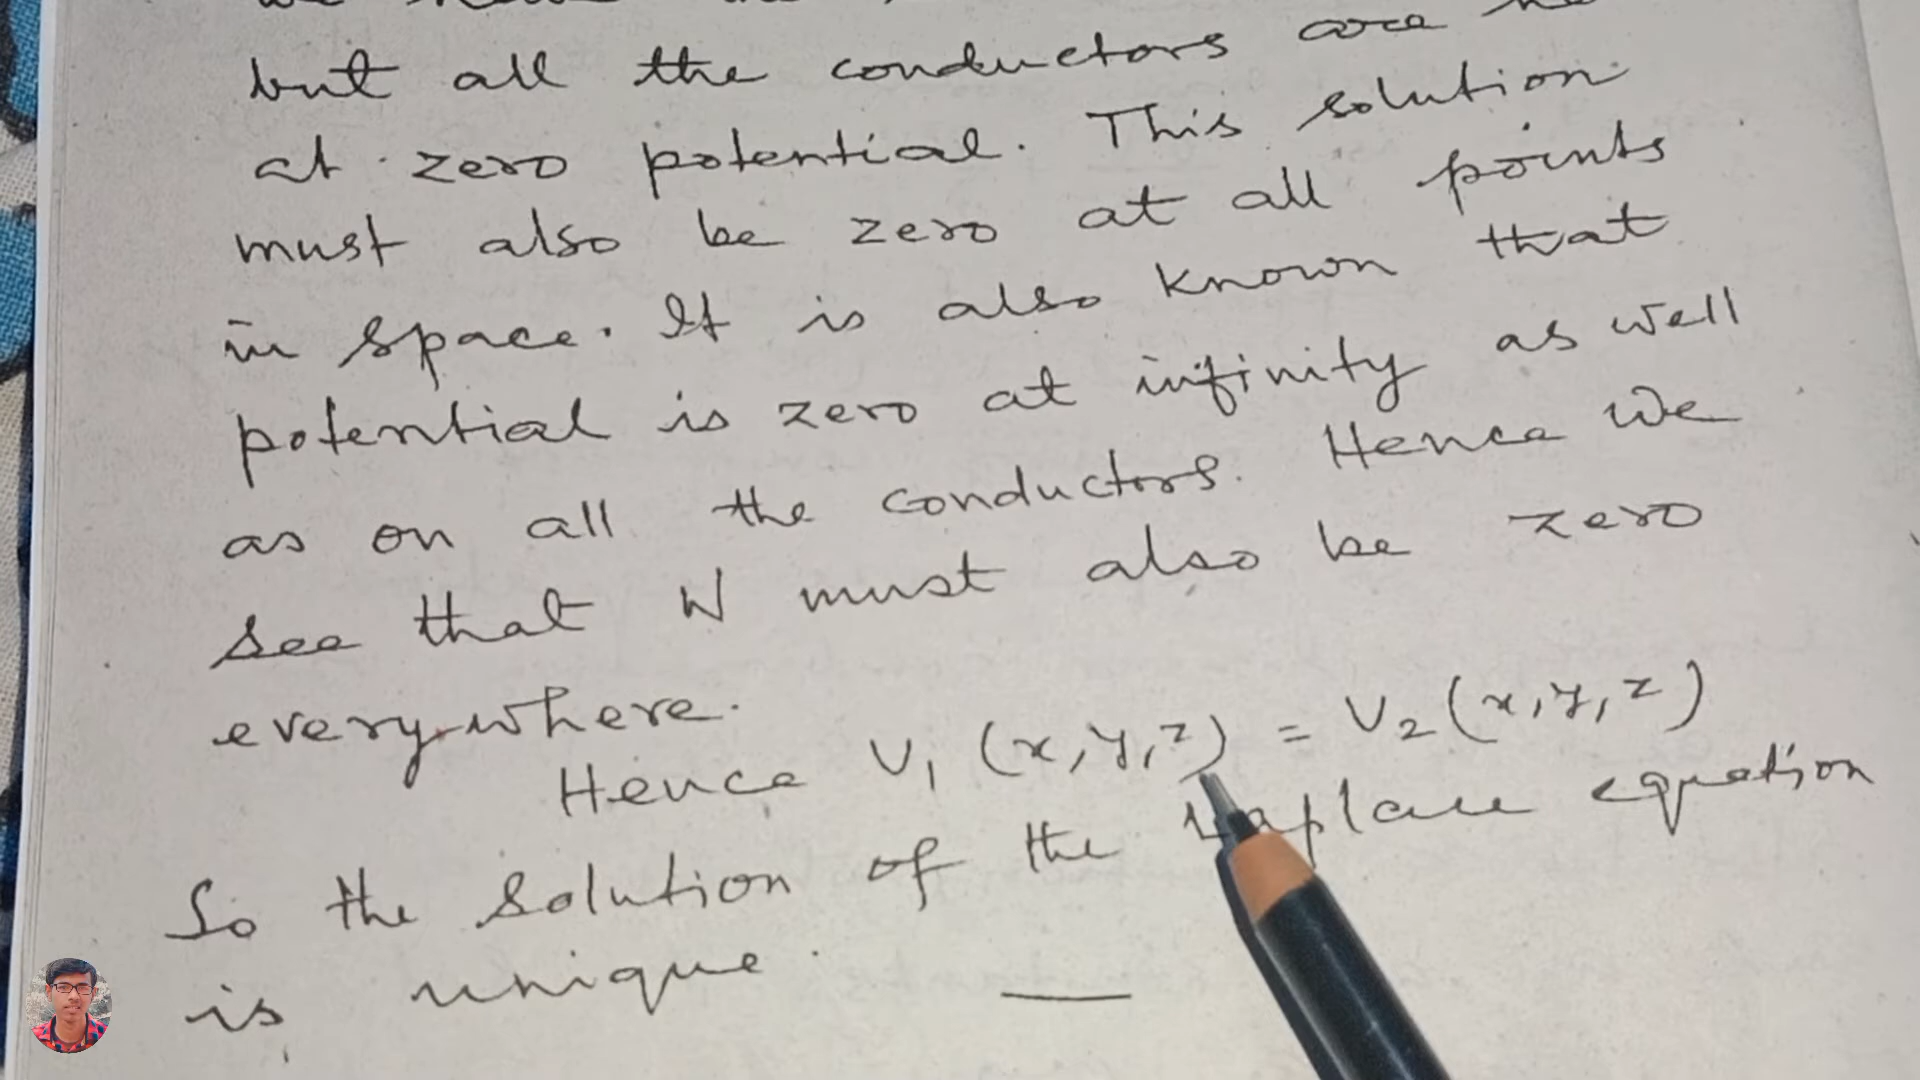 but all the conductors are
at zero potential. This solution
must also be zero at all points
in space. It is also known that
potential is zero at infinity as well
as on all the conductors. Hence we
see that W must also be zero
everywhere.
Hence V₁ (x,y,z) = V₂ (x,y,z)
So the solution of the Laplace equation
is unique.